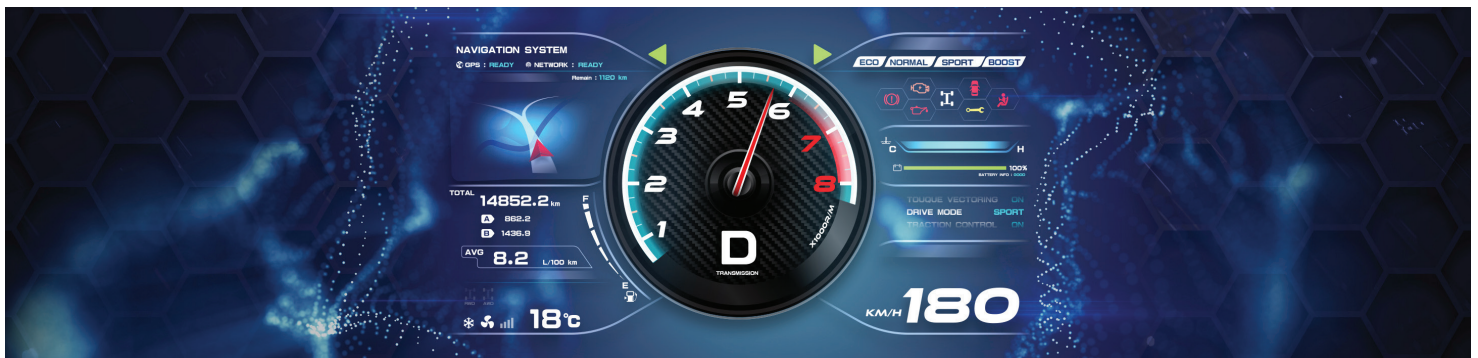 NAVIGATION SYSTEM
GPS : READY NETWORK : READY
Remain : 1120 km
TOTAL
14852.2 km
A 862.2
B 1436.9
AVG
8.2 L/100 km
F
E
18°C
1
2
3
4
5
6
7
8
X1000R/M
D
TRANSMISSION
ECO NORMAL SPORT BOOST
C H
100%
BATTERY INFO : GOOD
TOUQUE VECTORING ON
DRIVE MODE SPORT
TRACTION CONTROL ON
KM/H 180